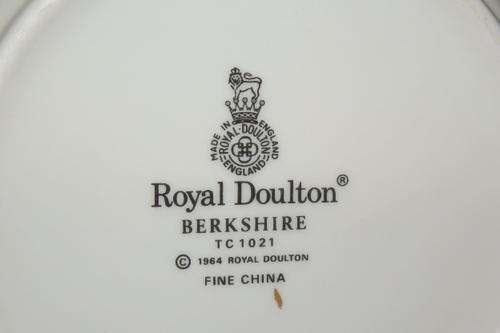 MADE IN ENGLAND
ROYAL·DOULTON
ENGLAND
Royal Doulton®
BERKSHIRE
TC 1021
© 1964 ROYAL DOULTON
FINE CHINA